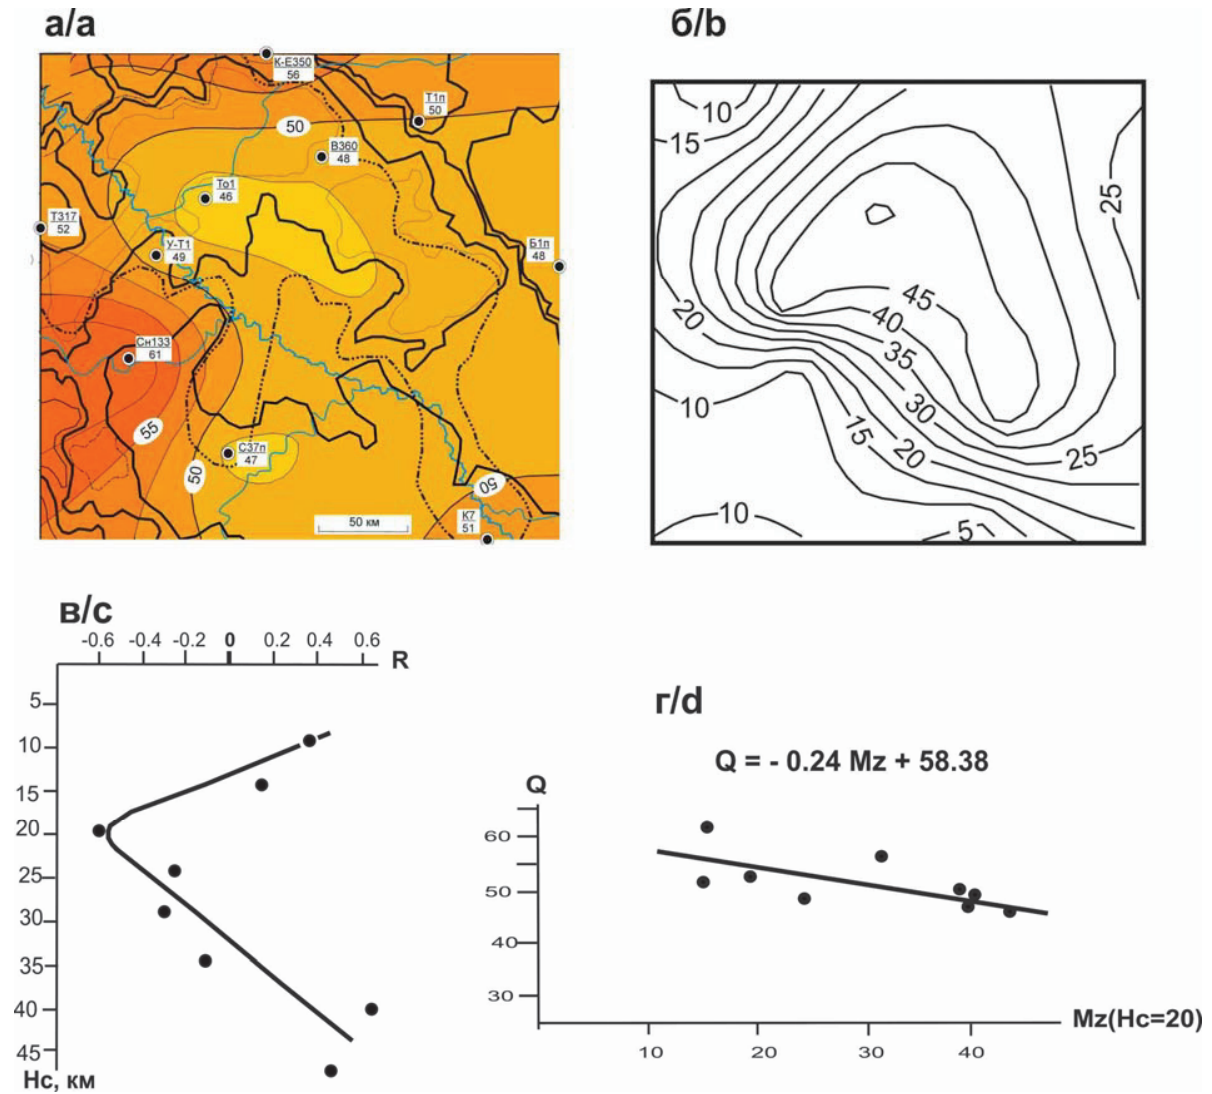 а/a
К-Е350
56
Т1п
50
50
В360
48
То1
46
Т317
52
У-Т1
49
Б1п
48
Сн133
61
55
С37п
47
50
50
50 км
К7
51
б/b
10
15
25
20
45
40
35
10
30
15
20
25
10
5
в/c
-0.6 -0.4 -0.2 0 0.2 0.4 0.6
R
5
10
15
20
25
30
35
40
45
Hc, км
г/d
Q = - 0.24 Mz + 58.38
Q
60
50
40
30
Mz(Hc=20)
10 20 30 40